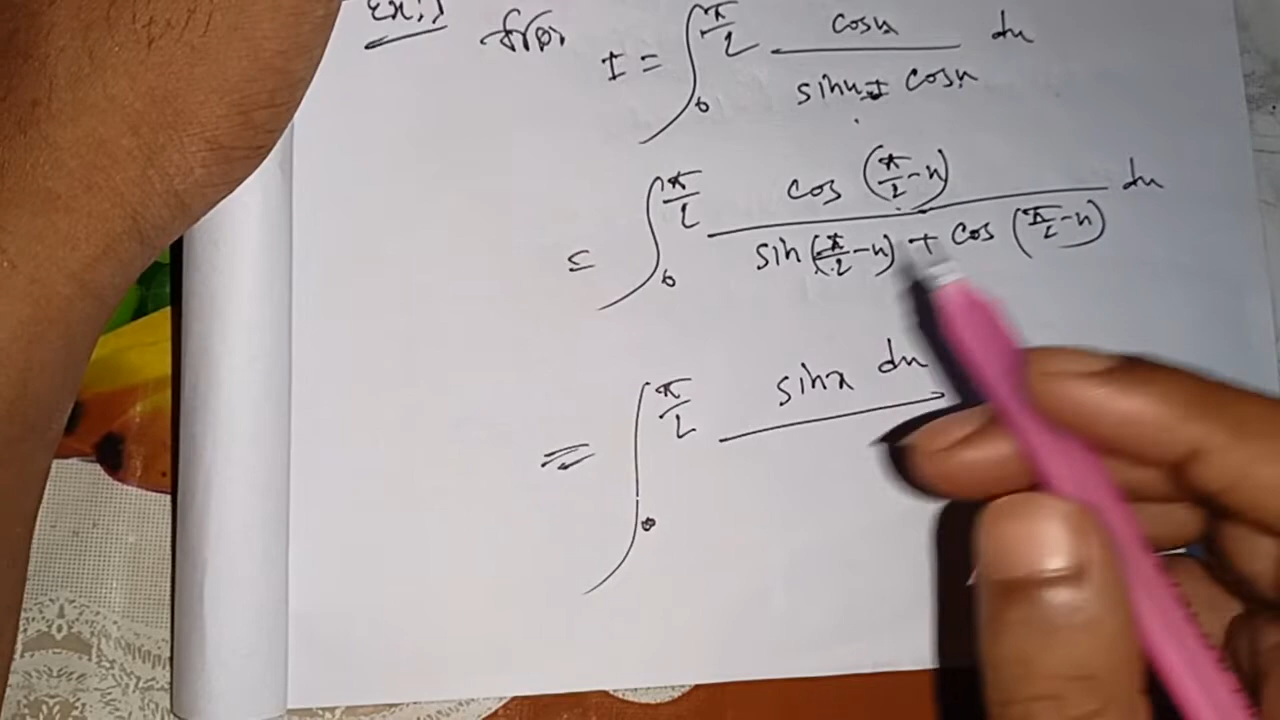 Ex:1 I = ∫₀^(π/2) cosx / (sinx + cosx) dx
= ∫₀^(π/2) cos(π/2 - x) / (sin(π/2 - x) + cos(π/2 - x)) dx
= ∫₀^(π/2) sinx dx